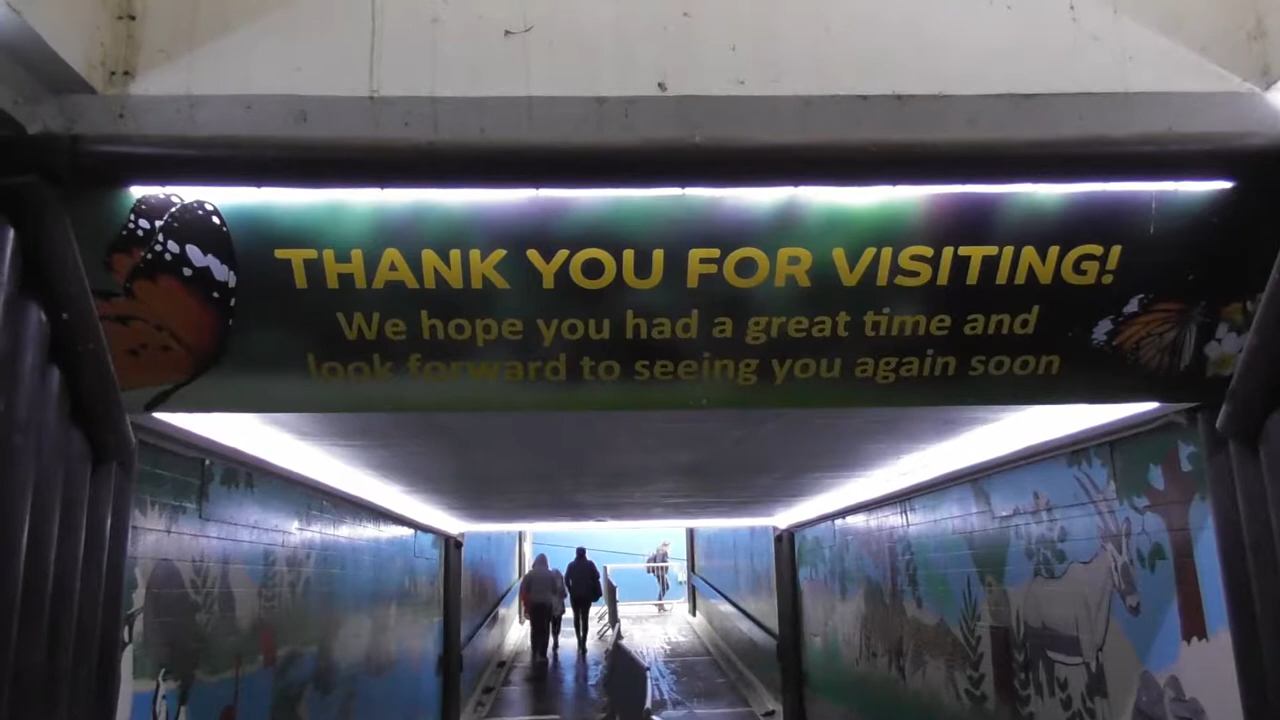 THANK YOU FOR VISITING!
We hope you had a great time and
look forward to seeing you again soon